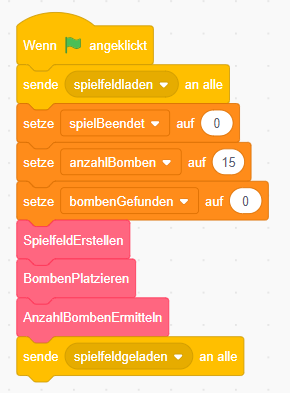 Wenn angeklickt
sende spielfeldladen an alle
setze spielBeendet auf 0
setze anzahlBomben auf 15
setze bombenGefunden auf 0
SpielfeldErstellen
BombenPlatzieren
AnzahlBombenErmitteln
sende spielfeldgeladen an alle